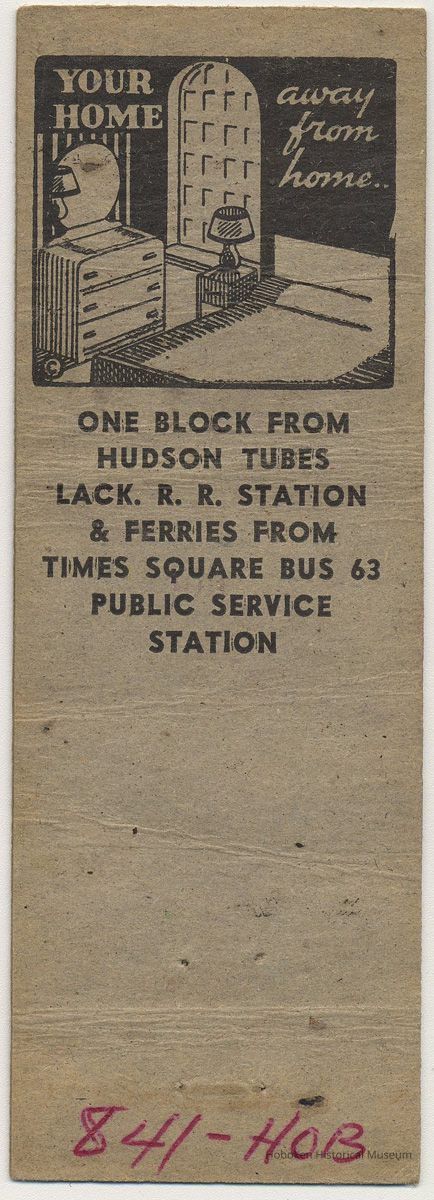 YOUR
HOME
away
from
home..
©
ONE BLOCK FROM
HUDSON TUBES
LACK. R. R. STATION
& FERRIES FROM
TIMES SQUARE BUS 63
PUBLIC SERVICE
STATION
841-HOB
Hoboken Historical Museum